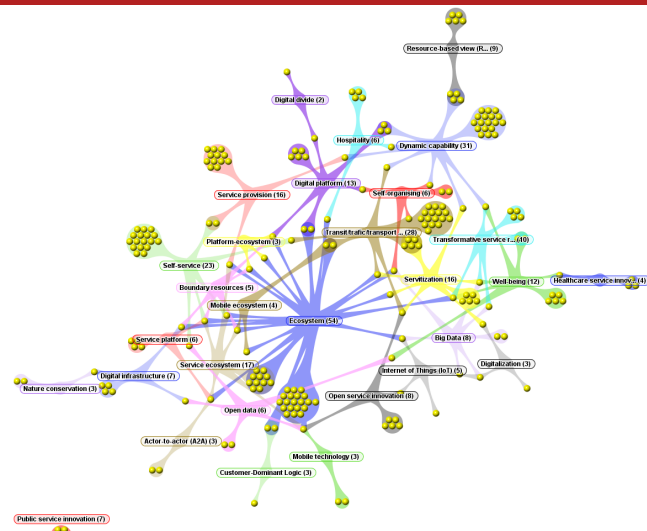 Resource-based view (R... (9)
Digital divide (2)
Hospitality (6)
Dynamic capability (31)
Digital platform (13)
Service provision (16)
Self-organising (6)
Platform-ecosystem (3)
Transit/trafic/transport ... (28)
Transformative service r... (10)
Self-service (23)
Servitization (16)
Well-being (12)
Healthcare service-innov... (4)
Boundary resources (5)
Mobile ecosystem (4)
Ecosystem (54)
Service platform (6)
Big Data (8)
Service ecosystem (17)
Digitalization (3)
Internet of Things (IoT) (5)
Digital infrastructure (7)
Nature conservation (3)
Open service innovation (8)
Open data (6)
Actor-to-actor (A2A) (3)
Mobile technology (3)
Customer-Dominant Logic (3)
Public service innovation (7)